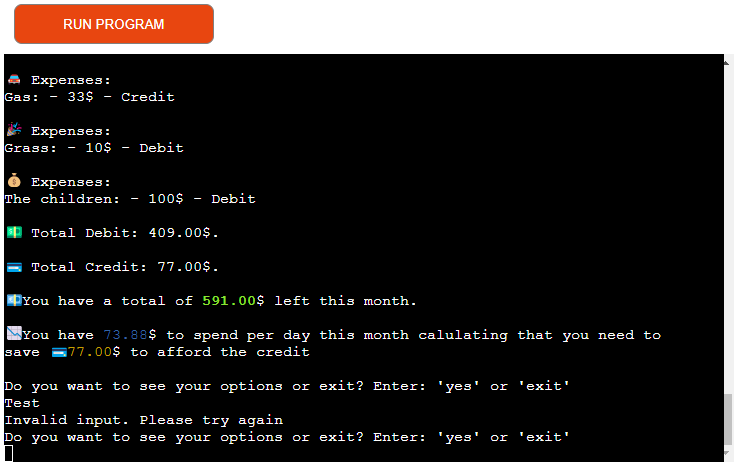 RUN PROGRAM
🚘 Expenses:
Gas: - 33$ - Credit
🎉 Expenses:
Grass: - 10$ - Debit
💰 Expenses:
The children: - 100$ - Debit
💵 Total Debit: 409.00$.
💳 Total Credit: 77.00$.
💶You have a total of 591.00$ left this month.
📉You have 73.88$ to spend per day this month calulating that you need to
save 💳77.00$ to afford the credit
Do you want to see your options or exit? Enter: 'yes' or 'exit'
Test
Invalid input. Please try again
Do you want to see your options or exit? Enter: 'yes' or 'exit'